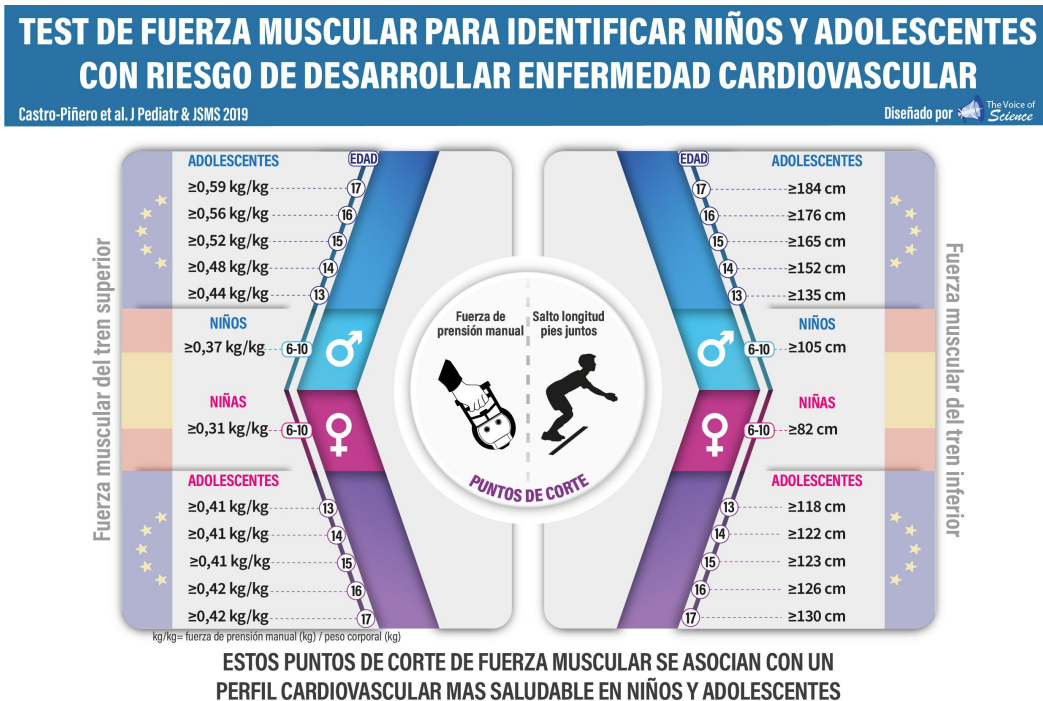 TEST DE FUERZA MUSCULAR PARA IDENTIFICAR NIÑOS Y ADOLESCENTES
CON RIESGO DE DESARROLLAR ENFERMEDAD CARDIOVASCULAR
Castro-Piñero et al. J Pediatr & JSMS 2019
Diseñado por
The Voice of
Science
Fuerza muscular del tren superior
ADOLESCENTES
EDAD
≥0,59 kg/kg 17
≥0,56 kg/kg 16
≥0,52 kg/kg 15
≥0,48 kg/kg 14
≥0,44 kg/kg 13
NIÑOS
≥0,37 kg/kg 6-10
NIÑAS
≥0,31 kg/kg 6-10
ADOLESCENTES
≥0,41 kg/kg 13
≥0,41 kg/kg 14
≥0,41 kg/kg 15
≥0,42 kg/kg 16
≥0,42 kg/kg 17
kg/kg= fuerza de prensión manual (kg) / peso corporal (kg)
Fuerza de
prensión manual
Salto longitud
pies juntos
PUNTOS DE CORTE
EDAD
ADOLESCENTES
17 ≥184 cm
16 ≥176 cm
15 ≥165 cm
14 ≥152 cm
13 ≥135 cm
NIÑOS
6-10 ≥105 cm
NIÑAS
6-10 ≥82 cm
ADOLESCENTES
13 ≥118 cm
14 ≥122 cm
15 ≥123 cm
16 ≥126 cm
17 ≥130 cm
Fuerza muscular del tren inferior
ESTOS PUNTOS DE CORTE DE FUERZA MUSCULAR SE ASOCIAN CON UN
PERFIL CARDIOVASCULAR MAS SALUDABLE EN NIÑOS Y ADOLESCENTES